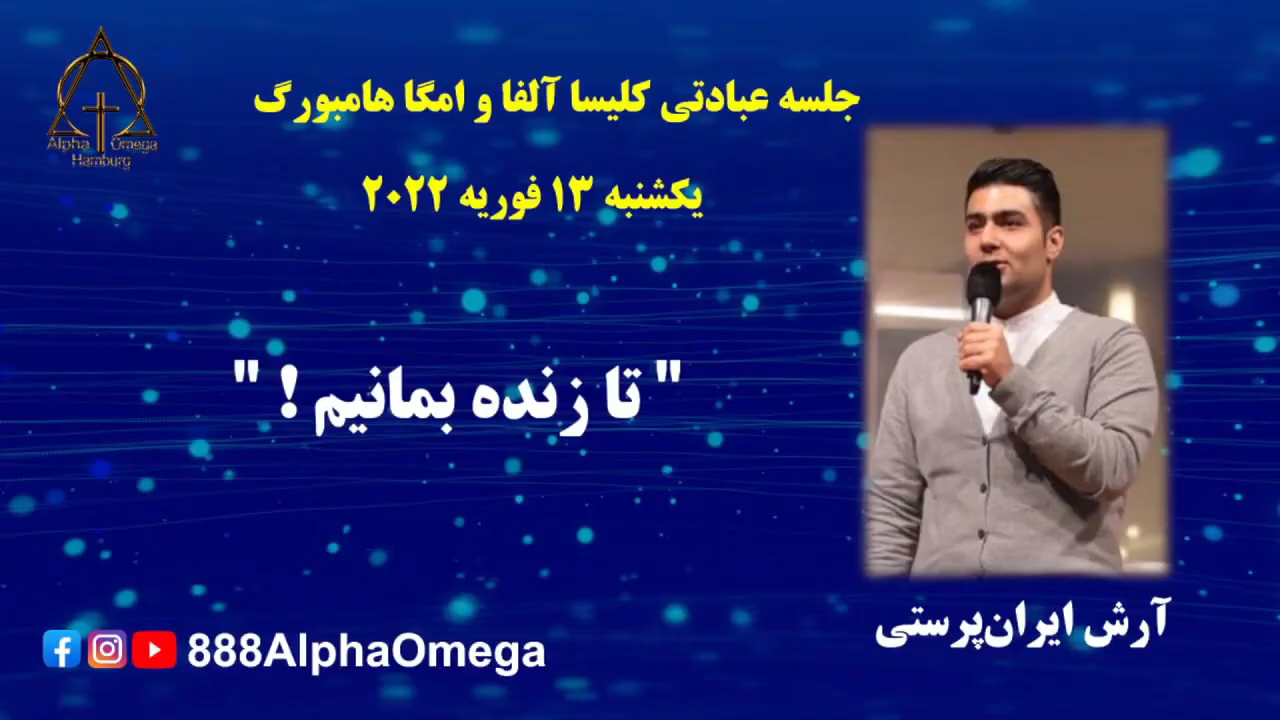 Alpha Omega
Hamburg
جلسه عبادتی کلیسا آلفا و امگا هامبورگ
یکشنبه ۱۳ فوریه ۲۰۲۲
" تا زنده بمانیم ! "
آرش ایران‌پرستی
888AlphaOmega